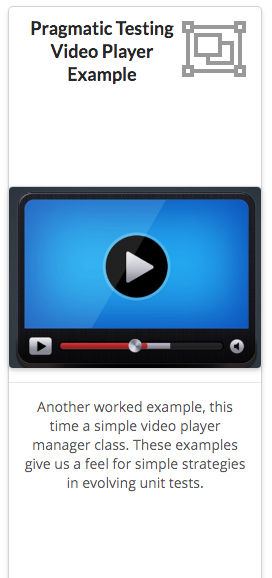 Pragmatic Testing
Video Player
Example
Another worked example, this
time a simple video player
manager class. These examples
give us a feel for simple strategies
in evolving unit tests.